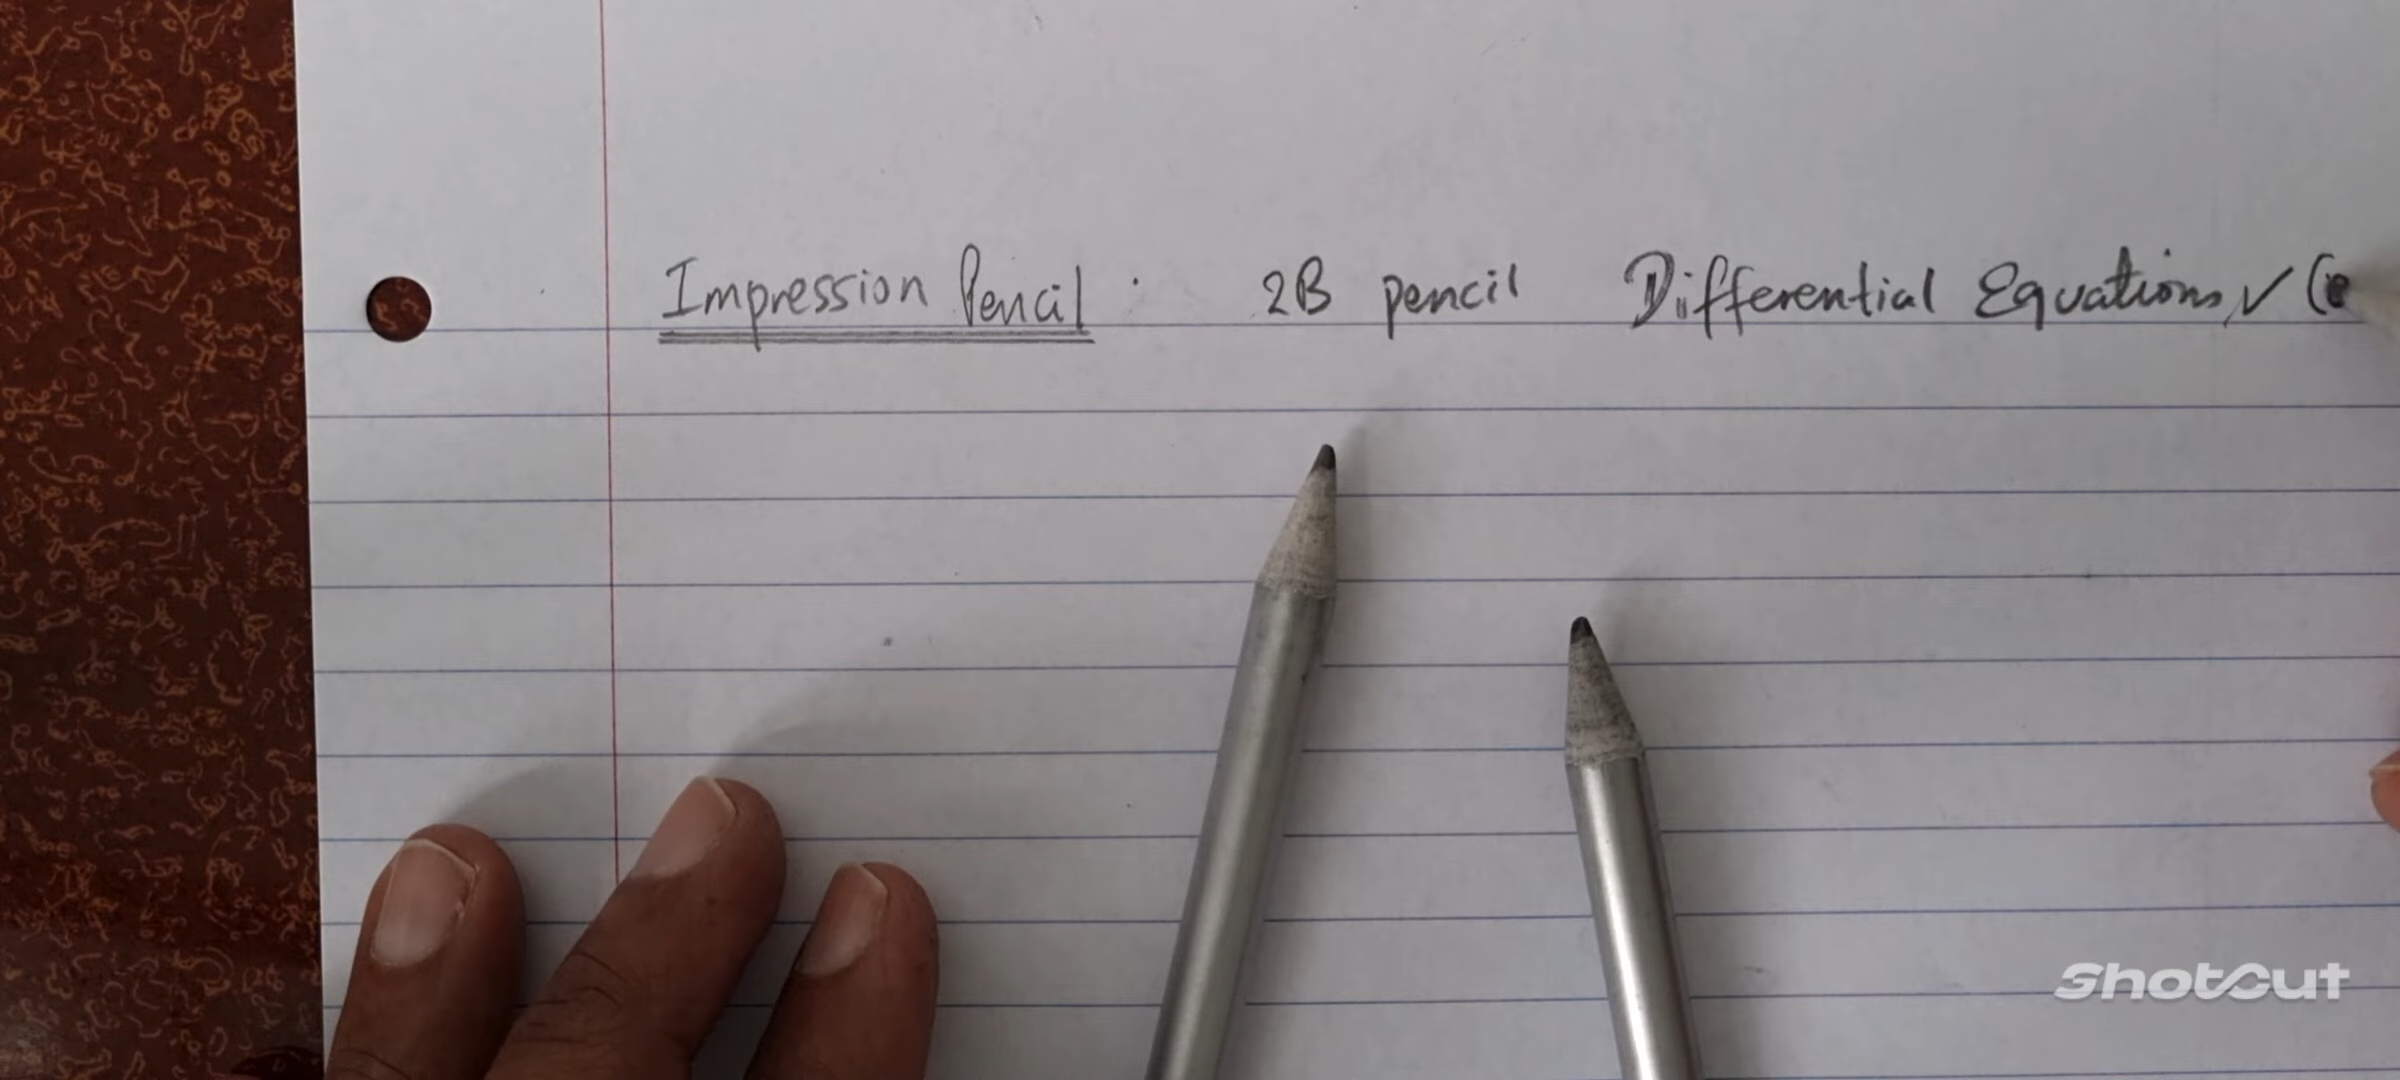 Impression Pencil : 2B pencil Differential Equations ✓ (e
ShotCut